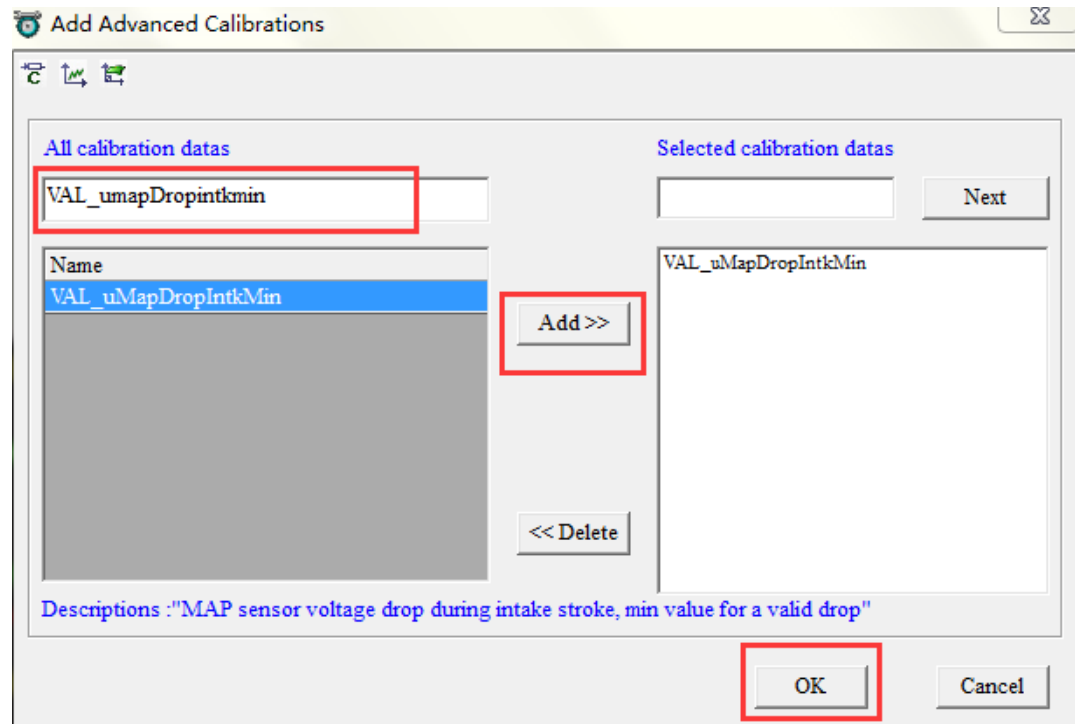 Add Advanced Calibrations
All calibration datas
Selected calibration datas
VAL_umapDropintkmin
Next
Name
VAL_uMapDropIntkMin
VAL_uMapDropIntkMin
Add >>
<< Delete
Descriptions :"MAP sensor voltage drop during intake stroke, min value for a valid drop"
OK
Cancel